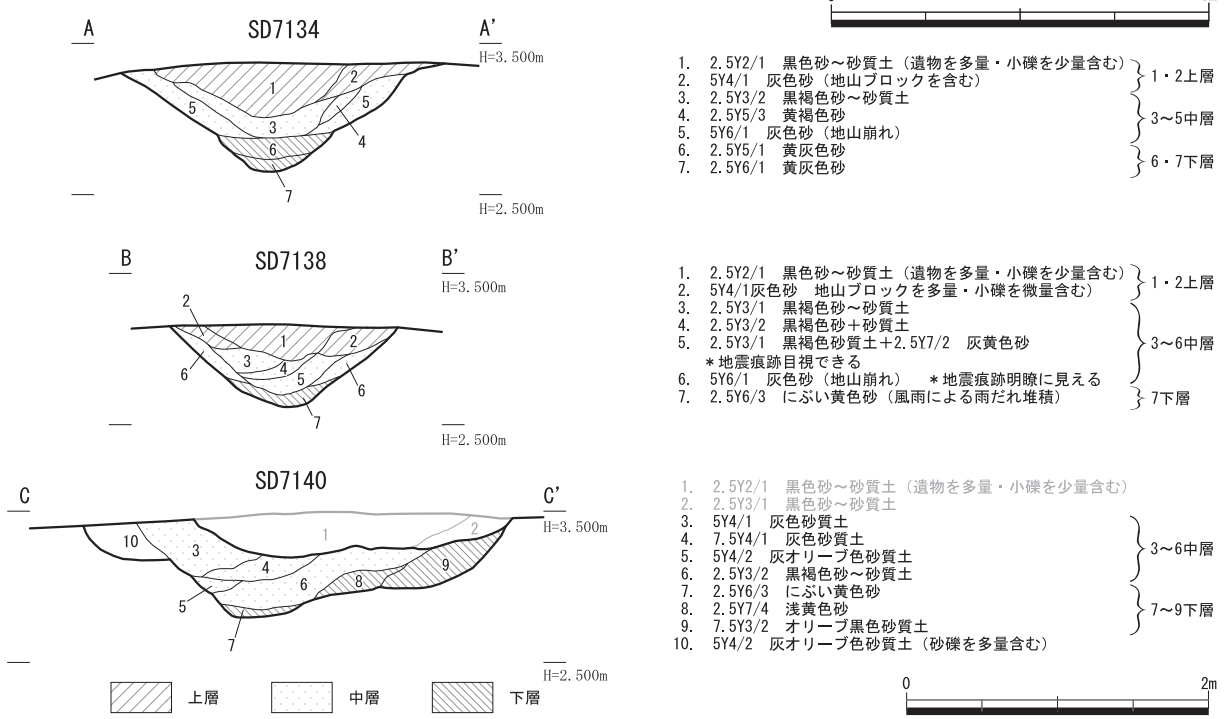 A SD7134 A'
H=3.500m
1
2
5
5
3
4
6
7
H=2.500m
1. 2.5Y2/1 黒色砂～砂質土（遺物を多量・小礫を少量含む）
2. 5Y4/1 灰色砂（地山ブロックを含む）
1・2上層
3. 2.5Y3/2 黒褐色砂～砂質土
4. 2.5Y5/3 黄褐色砂
5. 5Y6/1 灰色砂（地山崩れ）
3～5中層
6. 2.5Y5/1 黄灰色砂
7. 2.5Y6/1 黄灰色砂
6・7下層
B SD7138 B'
H=3.500m
2
1
2
3
4
5
6
6
7
H=2.500m
1. 2.5Y2/1 黒色砂～砂質土（遺物を多量・小礫を少量含む）
2. 5Y4/1灰色砂 地山ブロックを多量・小礫を微量含む）
1・2上層
3. 2.5Y3/1 黒褐色砂～砂質土
4. 2.5Y3/2 黒褐色砂＋砂質土
5. 2.5Y3/1 黒褐色砂質土＋2.5Y7/2 灰黄色砂
＊地震痕跡目視できる
6. 5Y6/1 灰色砂（地山崩れ） ＊地震痕跡明瞭に見える
3～6中層
7. 2.5Y6/3 にぶい黄色砂（風雨による雨だれ堆積）
7下層
C SD7140 C'
H=3.500m
1
2
10
3
4
5
6
8
9
7
H=2.500m
1. 2.5Y2/1 黒色砂～砂質土（遺物を多量・小礫を少量含む）
2. 2.5Y3/1 黒色砂～砂質土
3. 5Y4/1 灰色砂質土
4. 7.5Y4/1 灰色砂質土
5. 5Y4/2 灰オリーブ色砂質土
6. 2.5Y3/2 黒褐色砂～砂質土
3～6中層
7. 2.5Y6/3 にぶい黄色砂
8. 2.5Y7/4 浅黄色砂
9. 7.5Y3/2 オリーブ黒色砂質土
7～9下層
10. 5Y4/2 灰オリーブ色砂質土（砂礫を多量含む）
上層 中層 下層
0 2m